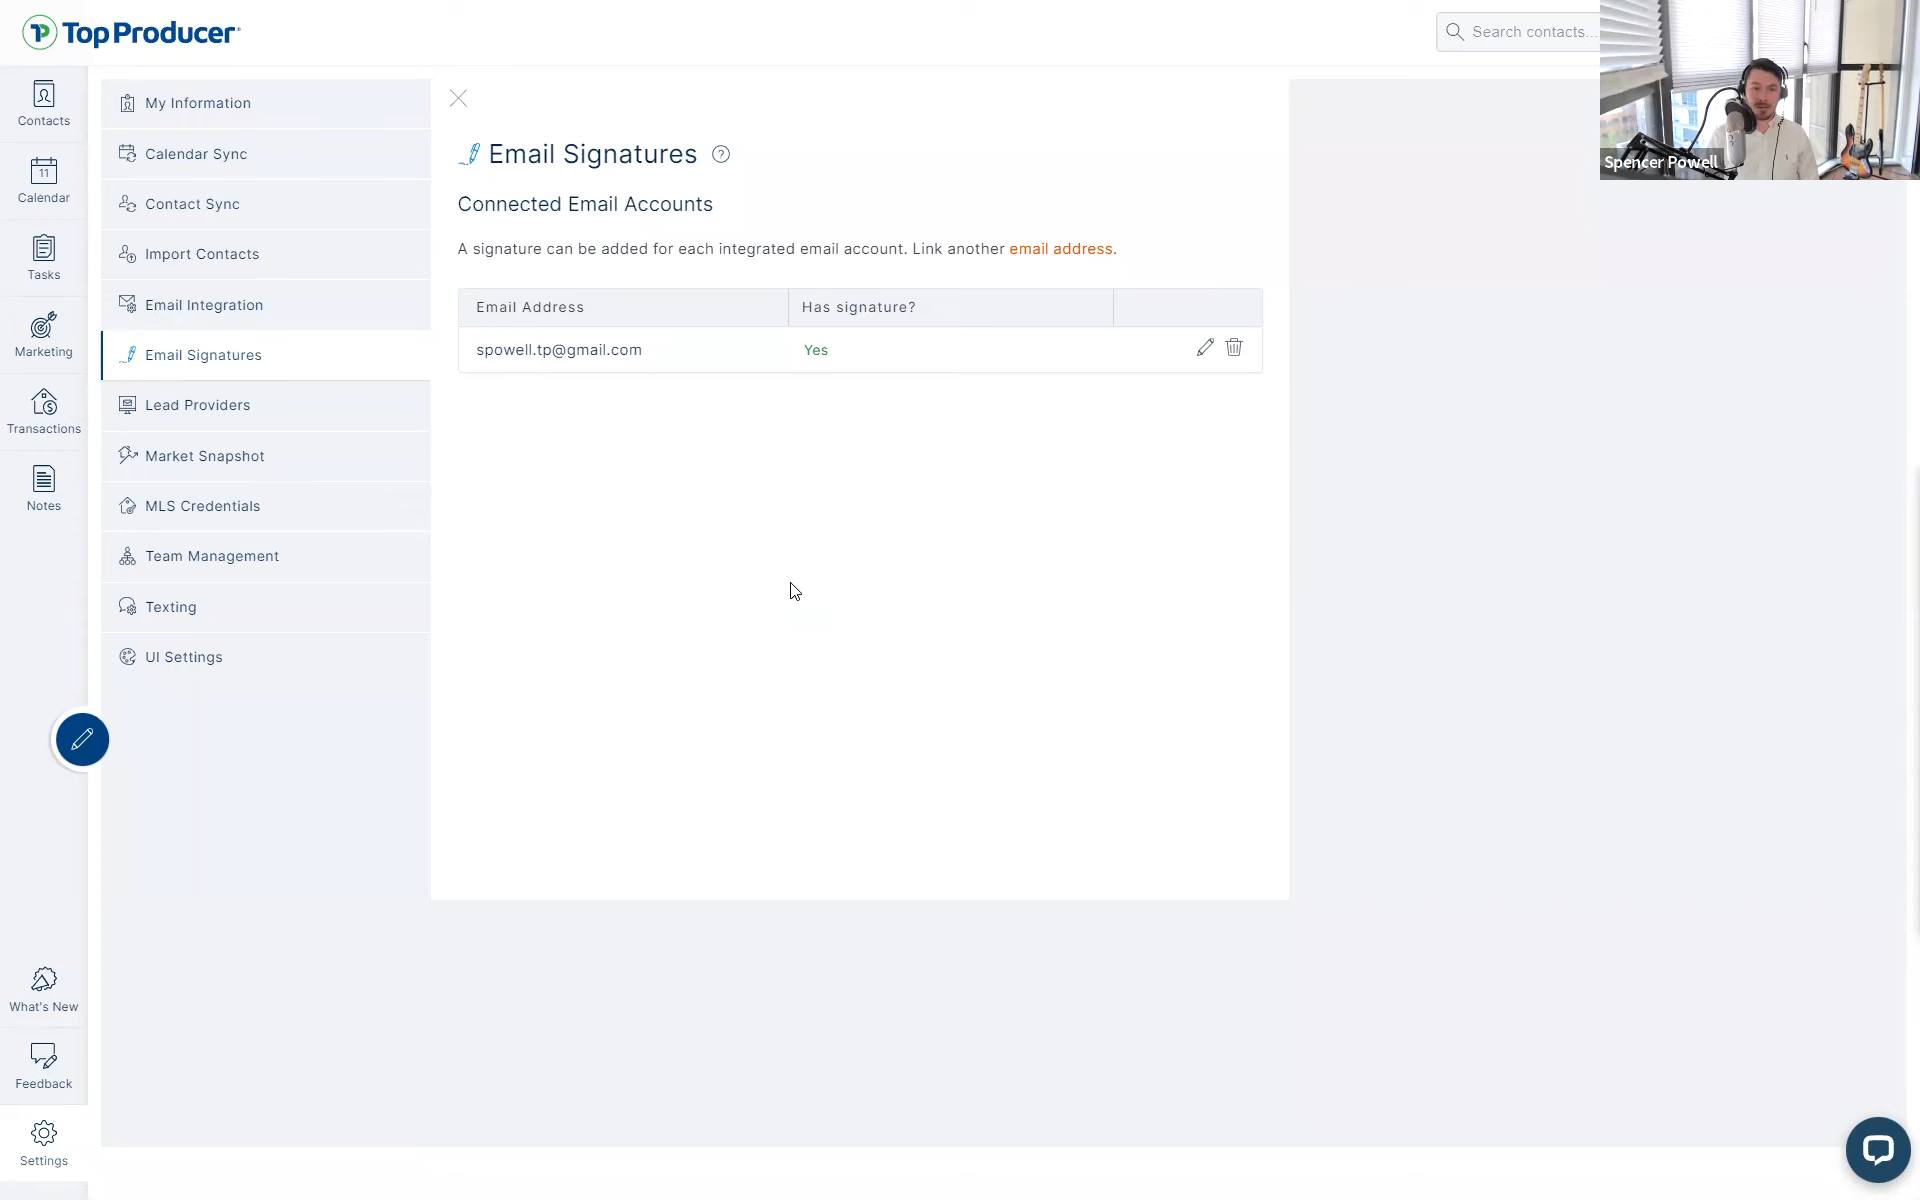 Top Producer
Search contacts...
Spencer Powell
Contacts
11
Calendar
Tasks
Marketing
Transactions
Notes
What's New
Feedback
Settings
My Information
Calendar Sync
Contact Sync
Import Contacts
Email Integration
Email Signatures
Lead Providers
Market Snapshot
MLS Credentials
Team Management
Texting
UI Settings
Email Signatures ?
Connected Email Accounts
A signature can be added for each integrated email account. Link another email address.
Email Address Has signature?
spowell.tp@gmail.com Yes